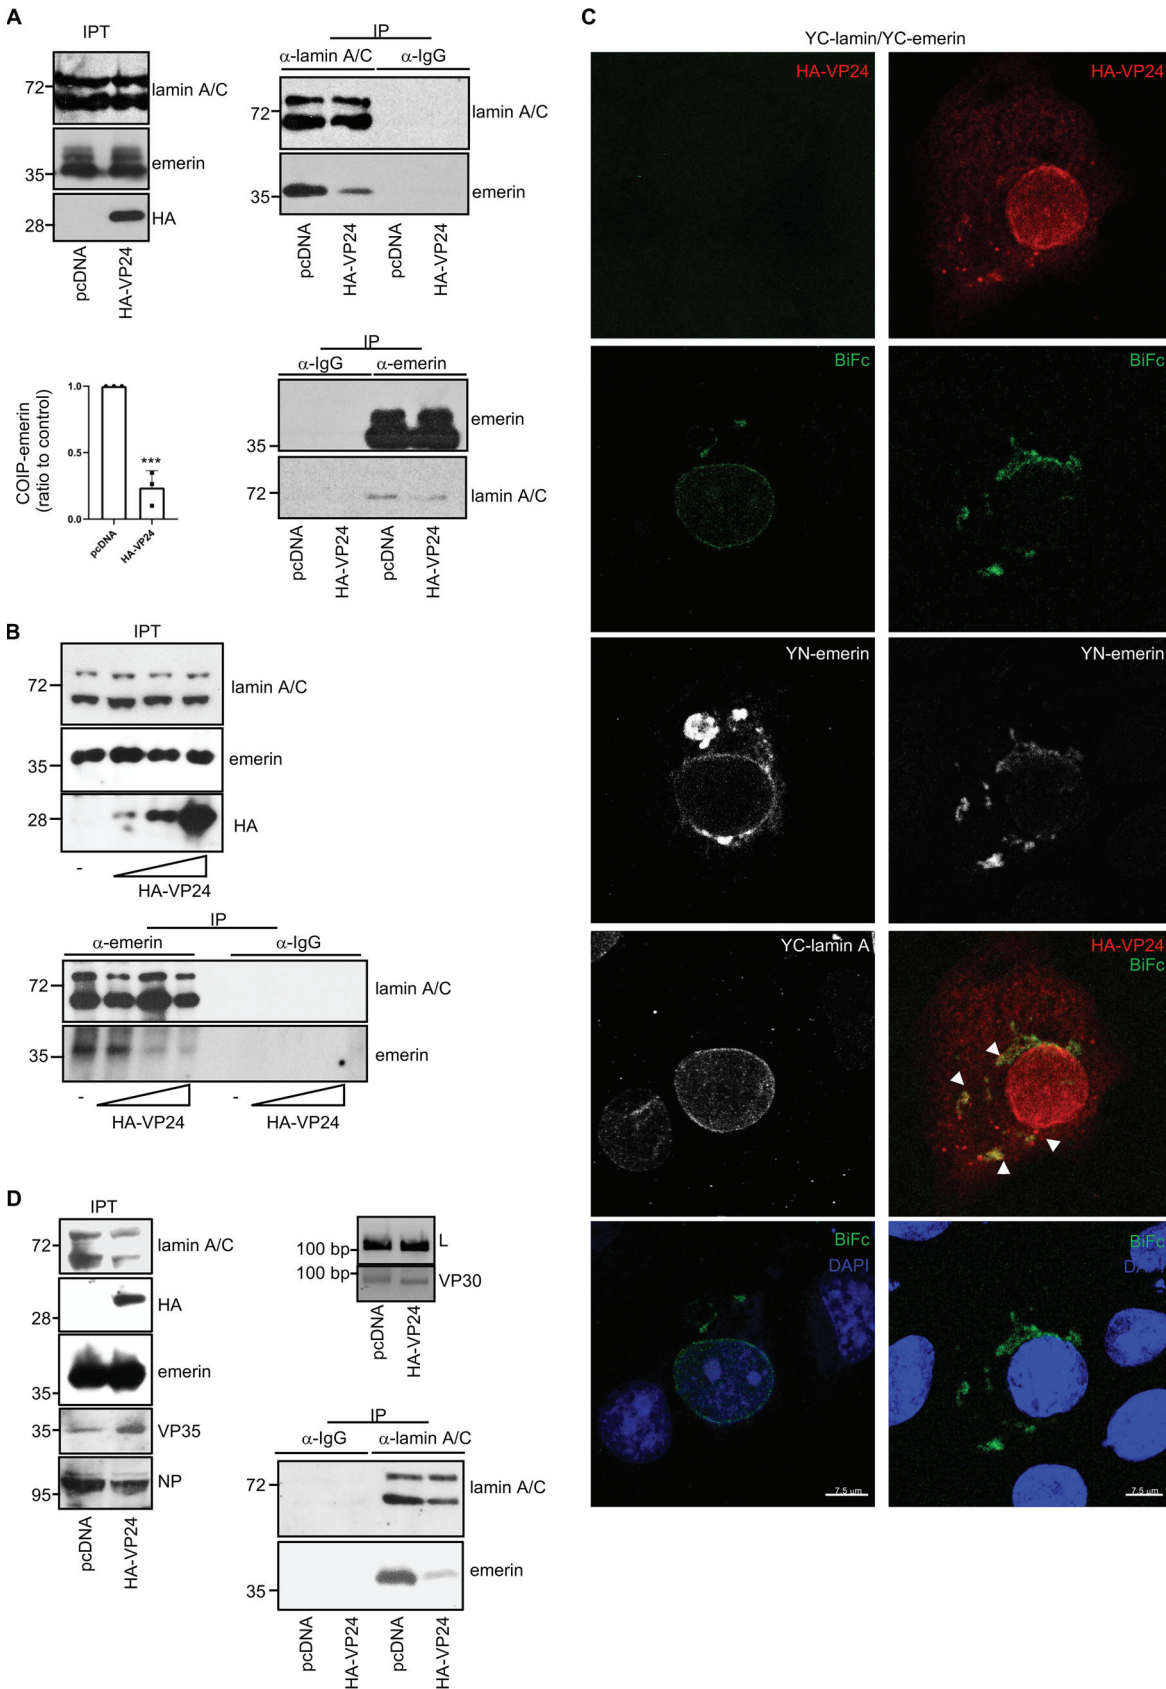 A
IPT
72
lamin A/C
35
emerin
28
HA
pcDNA
HA-VP24
IP
α-lamin A/C
α-IgG
72
lamin A/C
35
emerin
pcDNA
HA-VP24
pcDNA
HA-VP24
COIP-emerin
(ratio to control)
1.0
0.5
0.0
***
pcDNA
HA-VP24
IP
α-IgG
α-emerin
35
emerin
72
lamin A/C
pcDNA
HA-VP24
pcDNA
HA-VP24
B
IPT
72
lamin A/C
35
emerin
28
HA
-
HA-VP24
IP
α-emerin
α-IgG
72
lamin A/C
35
emerin
-
HA-VP24
-
HA-VP24
C
YC-lamin/YC-emerin
HA-VP24
HA-VP24
BiFc
BiFc
YN-emerin
YN-emerin
YC-lamin A
HA-VP24
BiFc
BiFc
DAPI
7.5 um
BiFc
DAPI
7.5 um
D
IPT
72
lamin A/C
28
HA
35
emerin
35
VP35
95
NP
pcDNA
HA-VP24
100 bp
L
100 bp
VP30
pcDNA
HA-VP24
IP
α-IgG
α-lamin A/C
72
lamin A/C
35
emerin
pcDNA
HA-VP24
pcDNA
HA-VP24